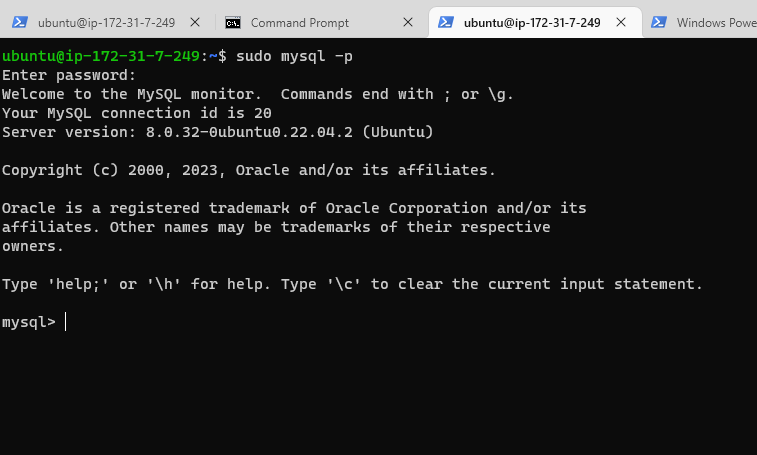 ubuntu@ip-172-31-7-249
Command Prompt
ubuntu@ip-172-31-7-249
Windows Powe
ubuntu@ip-172-31-7-249:~$ sudo mysql -p
Enter password:
Welcome to the MySQL monitor.  Commands end with ; or \g.
Your MySQL connection id is 20
Server version: 8.0.32-0ubuntu0.22.04.2 (Ubuntu)
Copyright (c) 2000, 2023, Oracle and/or its affiliates.
Oracle is a registered trademark of Oracle Corporation and/or its
affiliates. Other names may be trademarks of their respective
owners.
Type 'help;' or '\h' for help. Type '\c' to clear the current input statement.
mysql>